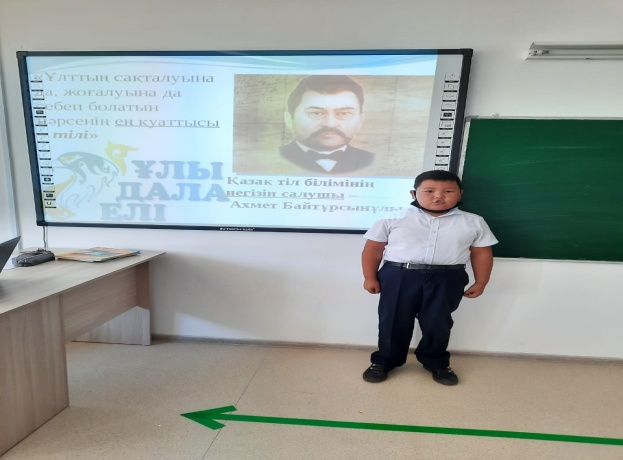 «Ұлттың сақталуына
да, жоғалуына да
себеп болатын
нәрсенің ең қуаттысы
тілі»
ҰЛЫ
ДАЛА
ЕЛІ
Қазақ тіл білімінің
негізін салушы –
Ахмет Байтұрсынұлы